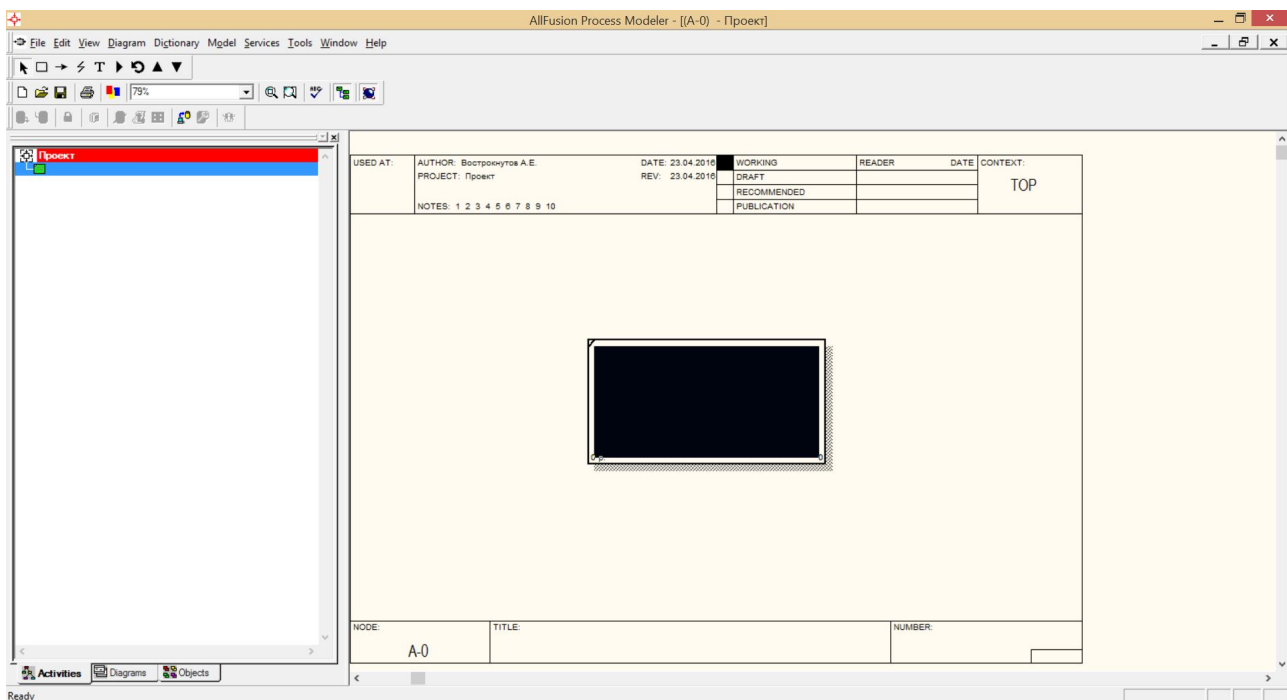 AllFusion Process Modeler - [(A-0) - Проект]
File Edit View Diagram Dictionary Model Services Tools Window Help
T
79%
Проект
USED AT: AUTHOR: Вострокнутов А.Е. DATE: 23.04.2016 WORKING READER DATE CONTEXT:
PROJECT: Проект REV: 23.04.2016 DRAFT
TOP
RECOMMENDED
NOTES: 1 2 3 4 5 6 7 8 9 10 PUBLICATION
0 р. 0
NODE: TITLE: NUMBER:
A-0
Activities Diagrams Objects
Ready